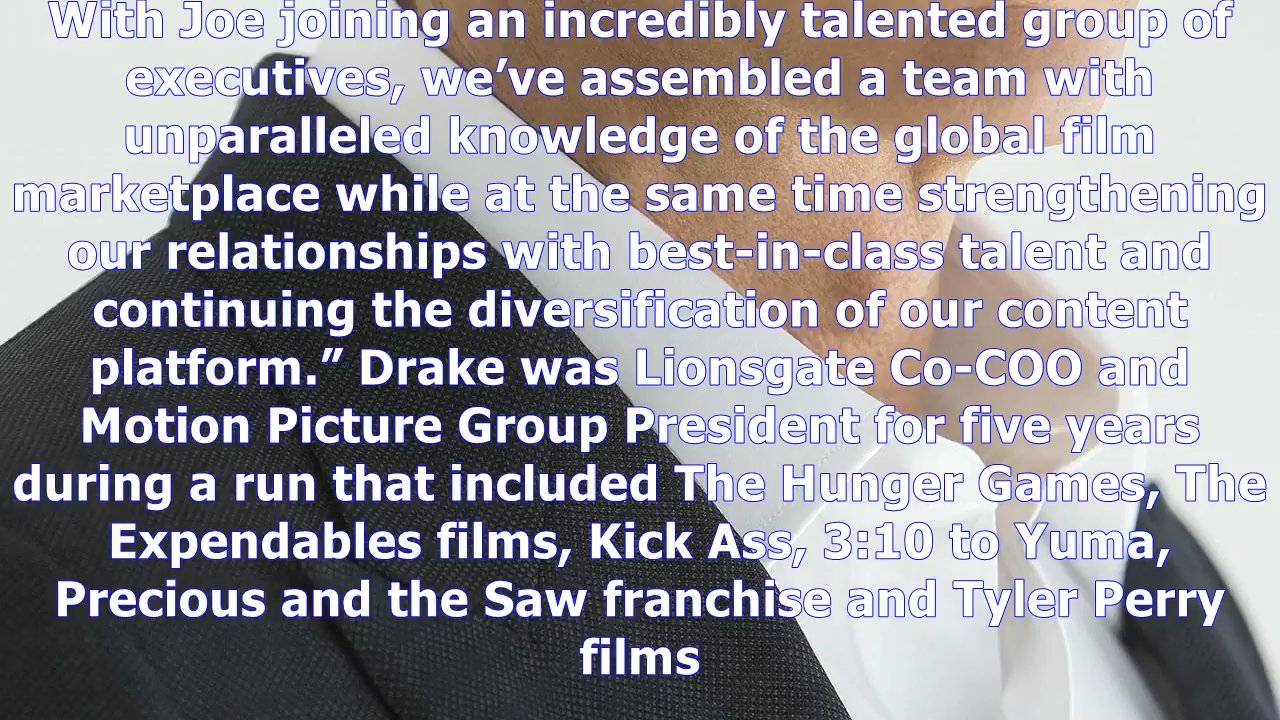 With Joe joining an incredibly talented group of
executives, we’ve assembled a team with
unparalleled knowledge of the global film
marketplace while at the same time strengthening
our relationships with best-in-class talent and
continuing the diversification of our content
platform.” Drake was Lionsgate Co-COO and
Motion Picture Group President for five years
during a run that included The Hunger Games, The
Expendables films, Kick Ass, 3:10 to Yuma,
Precious and the Saw franchise and Tyler Perry
films